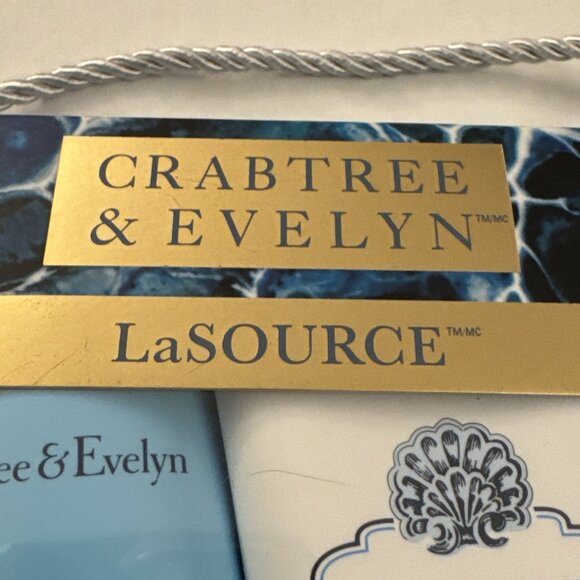 CRABTREE
& EVELYN™/MC
LaSOURCE™/MC
ee & Evelyn